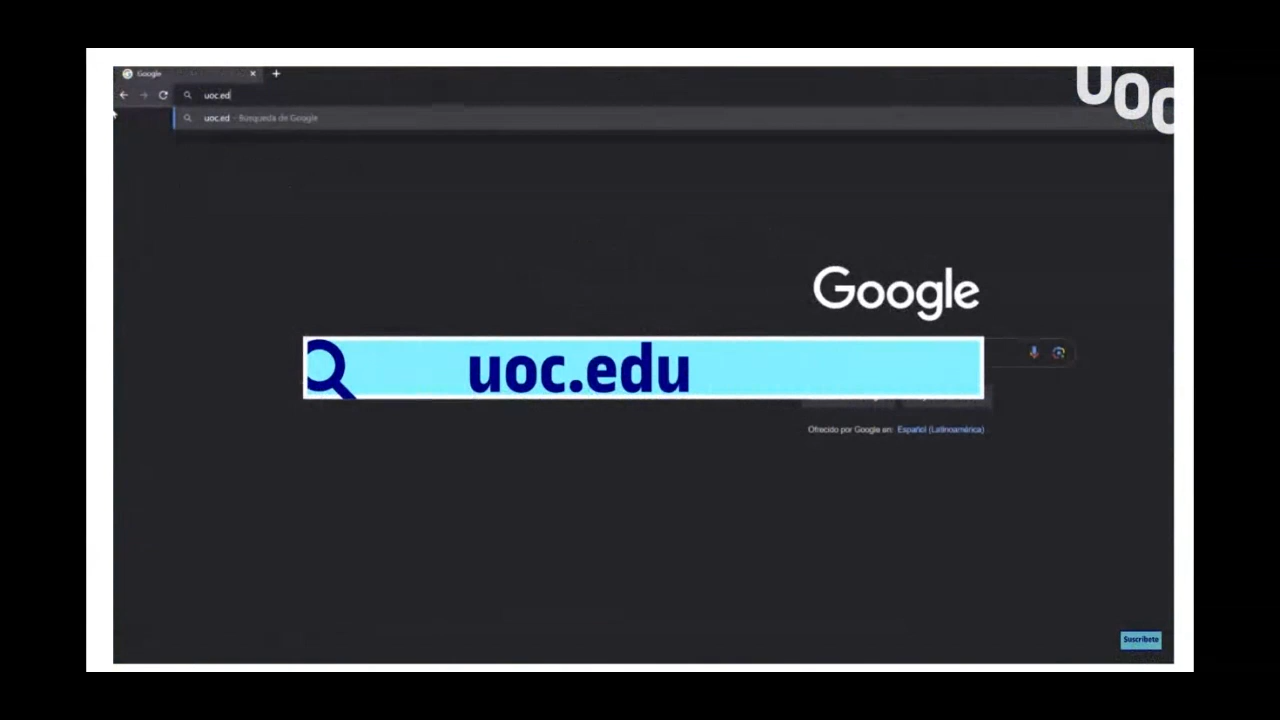 Google
uoc.ed
uoc.ed - Búsqueda de Google
UOC
Google
uoc.edu
Ofrecido por Google en: Español (Latinoamérica)
Suscríbete